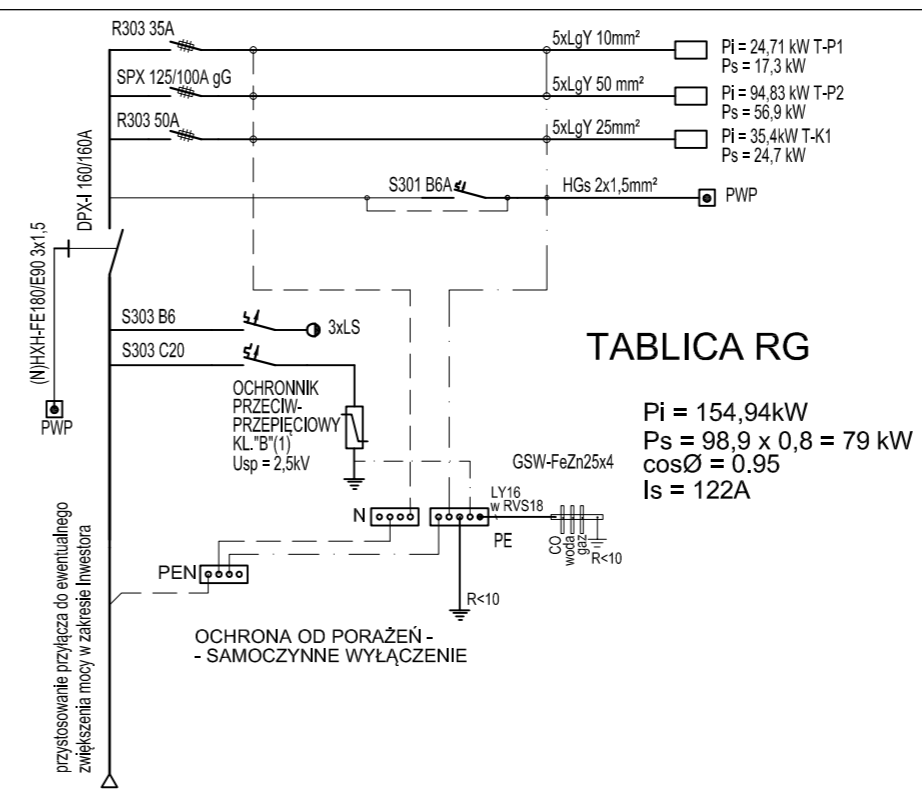 R303 35A
5xLgY 10mm²
Pi = 24,71 kW T-P1
Ps = 17,3 kW
SPX 125/100A gG
5xLgY 50 mm²
Pi = 94,83 kW T-P2
Ps = 56,9 kW
R303 50A
5xLgY 25mm²
Pi = 35,4kW T-K1
Ps = 24,7 kW
DPX-I 160/160A
S301 B6A
HGs 2x1,5mm²
PWP
(N)HXH-FE180/E90 3x1,5
PWP
S303 B6
3xLS
S303 C20
OCHRONNIK
PRZECIW-
PRZEPIĘCIOWY
KL."B"(1)
Usp = 2,5kV
TABLICA RG
Pi = 154,94kW
Ps = 98,9 x 0,8 = 79 kW
cosØ = 0.95
Is = 122A
GSW-FeZn25x4
LY16
w RVS18
N
PE
CO
woda
gaz
R<10
PEN
R<10
OCHRONA OD PORAŻEŃ -
- SAMOCZYNNE WYŁĄCZENIE
przystosowanie przyłącza do ewentualnego
zwiększenia mocy w zakresie Inwestora